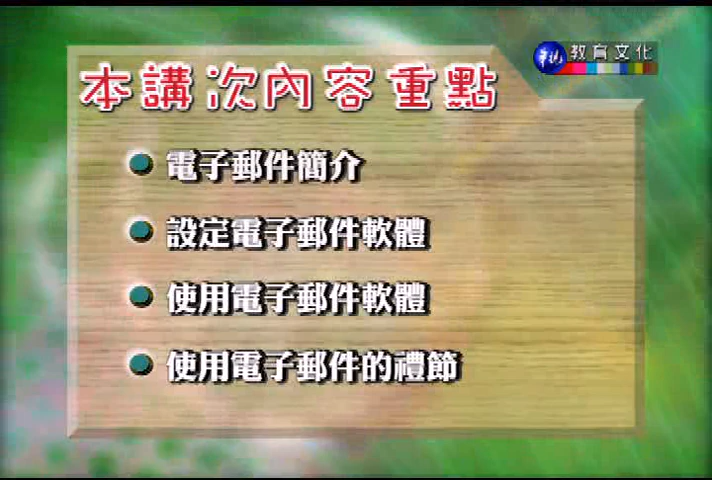 華視 教育文化
本講次內容重點
電子郵件簡介
設定電子郵件軟體
使用電子郵件軟體
使用電子郵件的禮節